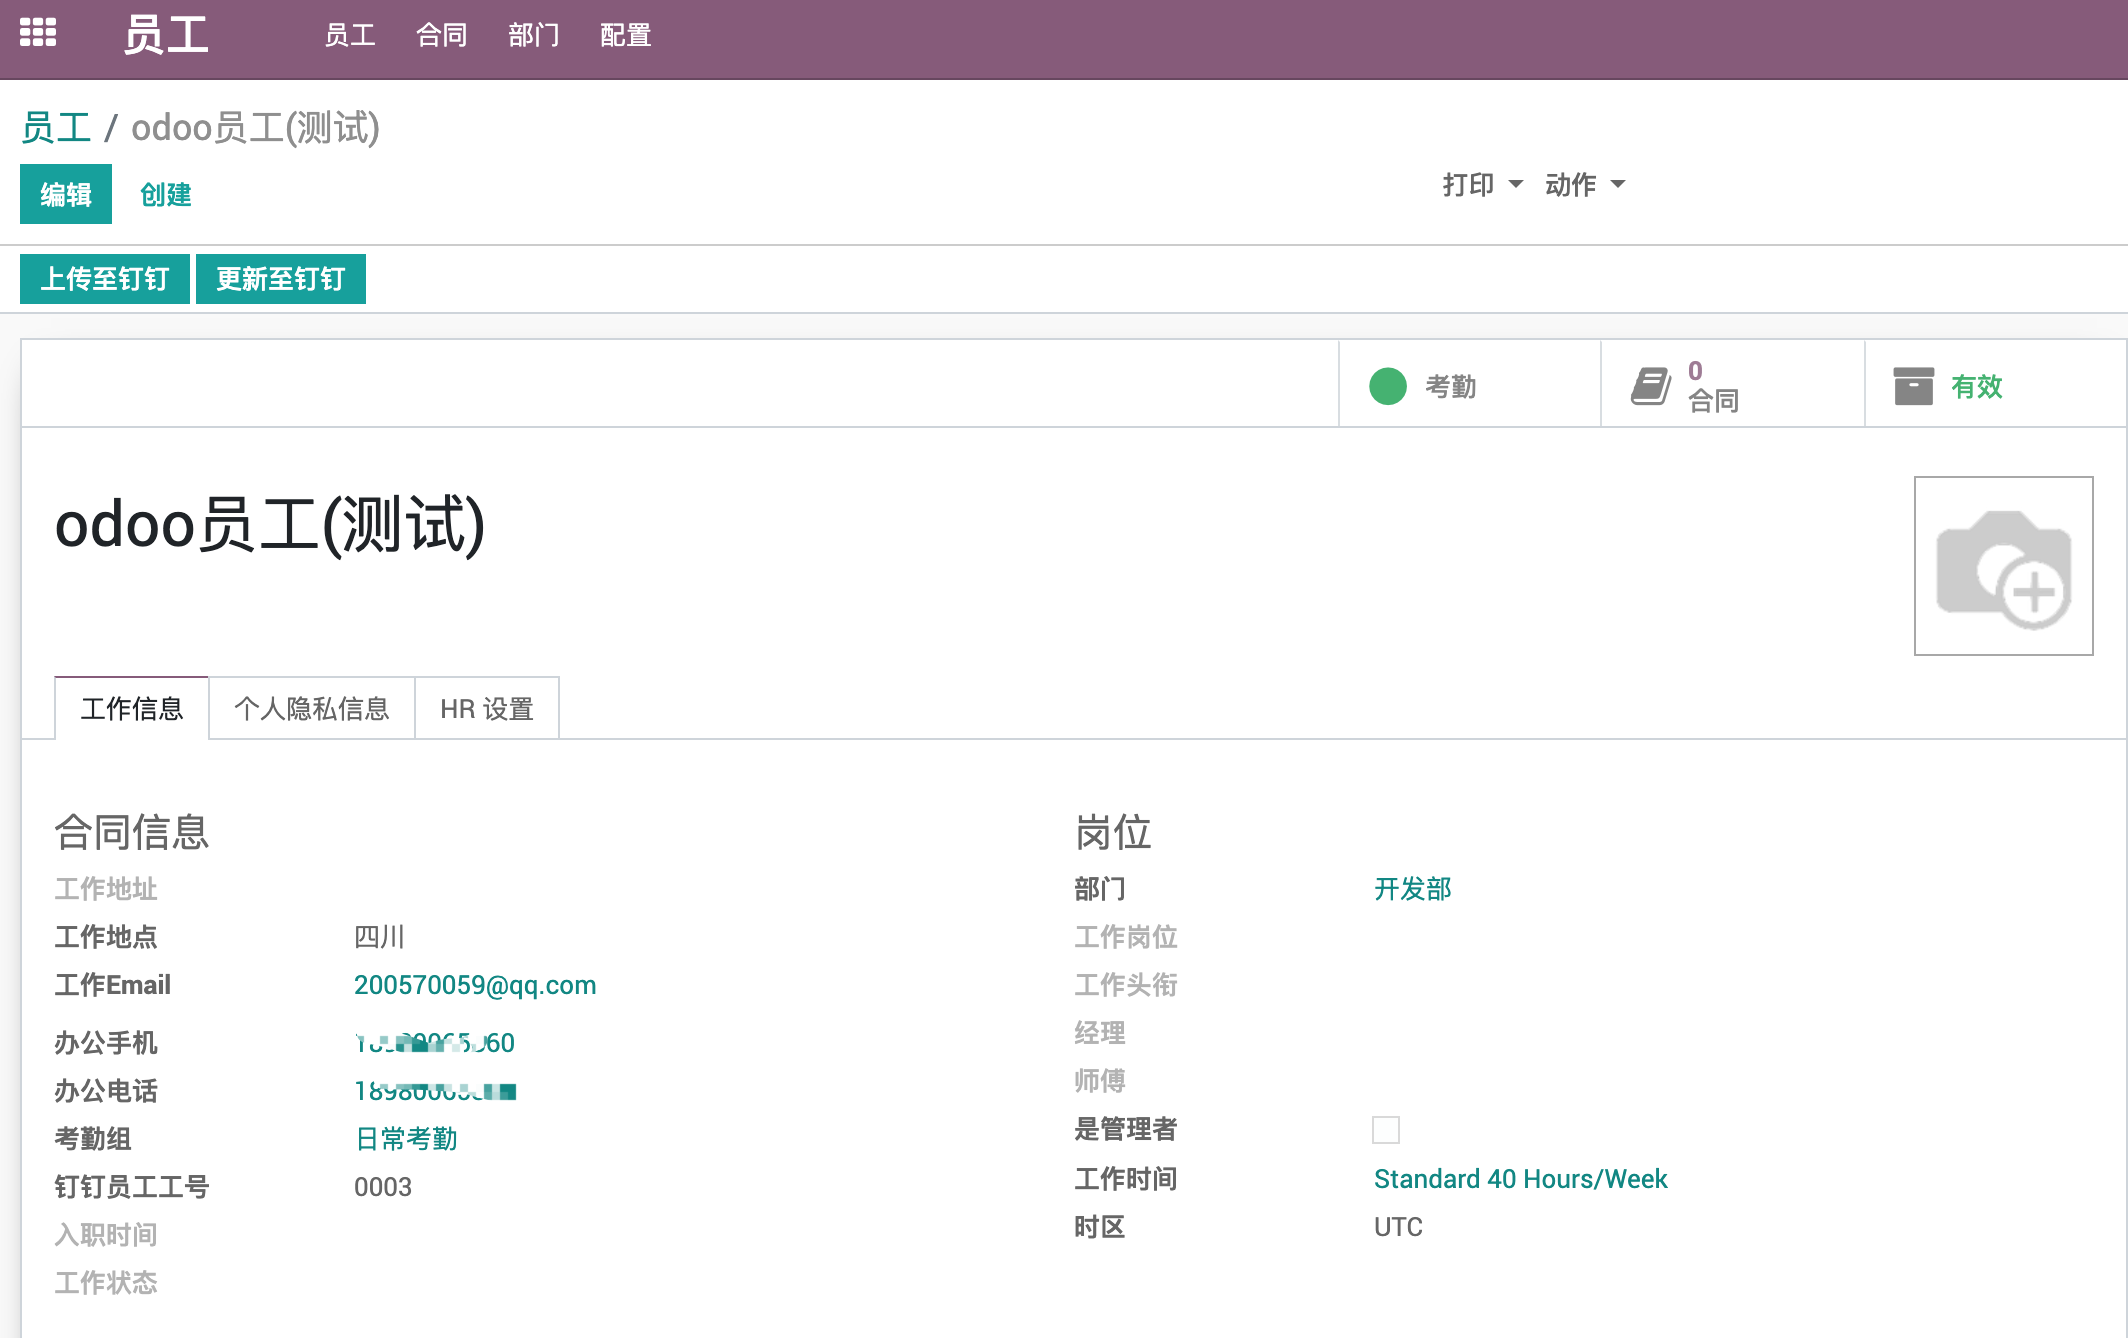 员工 员工 合同 部门 配置
员工 / odoo员工(测试)
编辑 创建 打印 动作
上传至钉钉 更新至钉钉
考勤 0 合同 有效
odoo员工(测试)
工作信息 个人隐私信息 HR 设置
合同信息
工作地址
工作地点 四川
工作Email 200570059@qq.com
办公手机
办公电话
考勤组 日常考勤
钉钉员工工号 0003
入职时间
工作状态
岗位
部门 开发部
工作岗位
工作头衔
经理
师傅
是管理者
工作时间 Standard 40 Hours/Week
时区 UTC